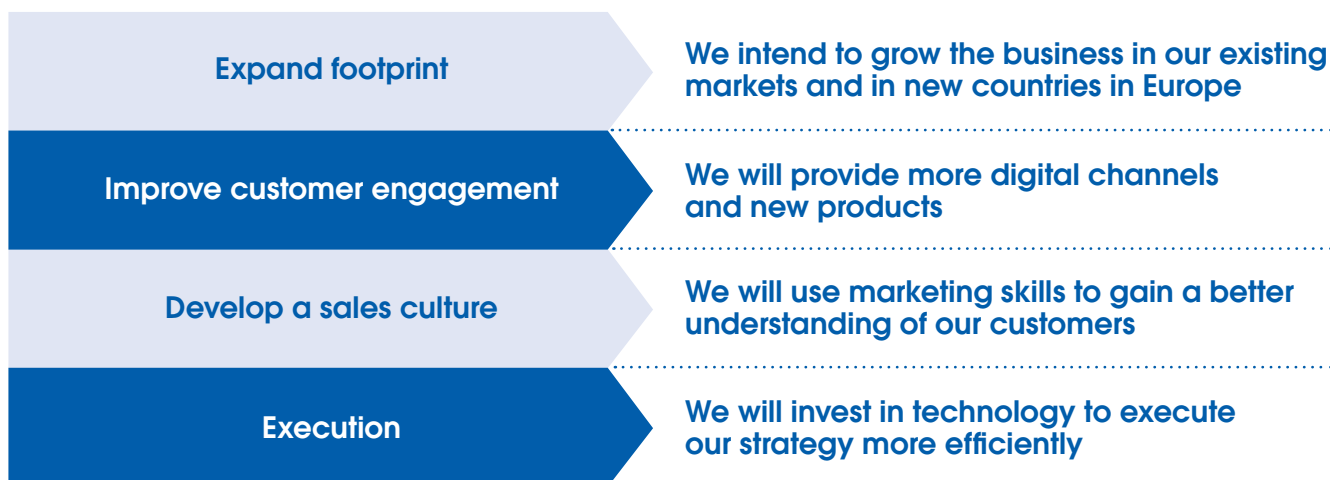 Expand footprint
We intend to grow the business in our existing
markets and in new countries in Europe
Improve customer engagement
We will provide more digital channels
and new products
Develop a sales culture
We will use marketing skills to gain a better
understanding of our customers
Execution
We will invest in technology to execute
our strategy more efficiently